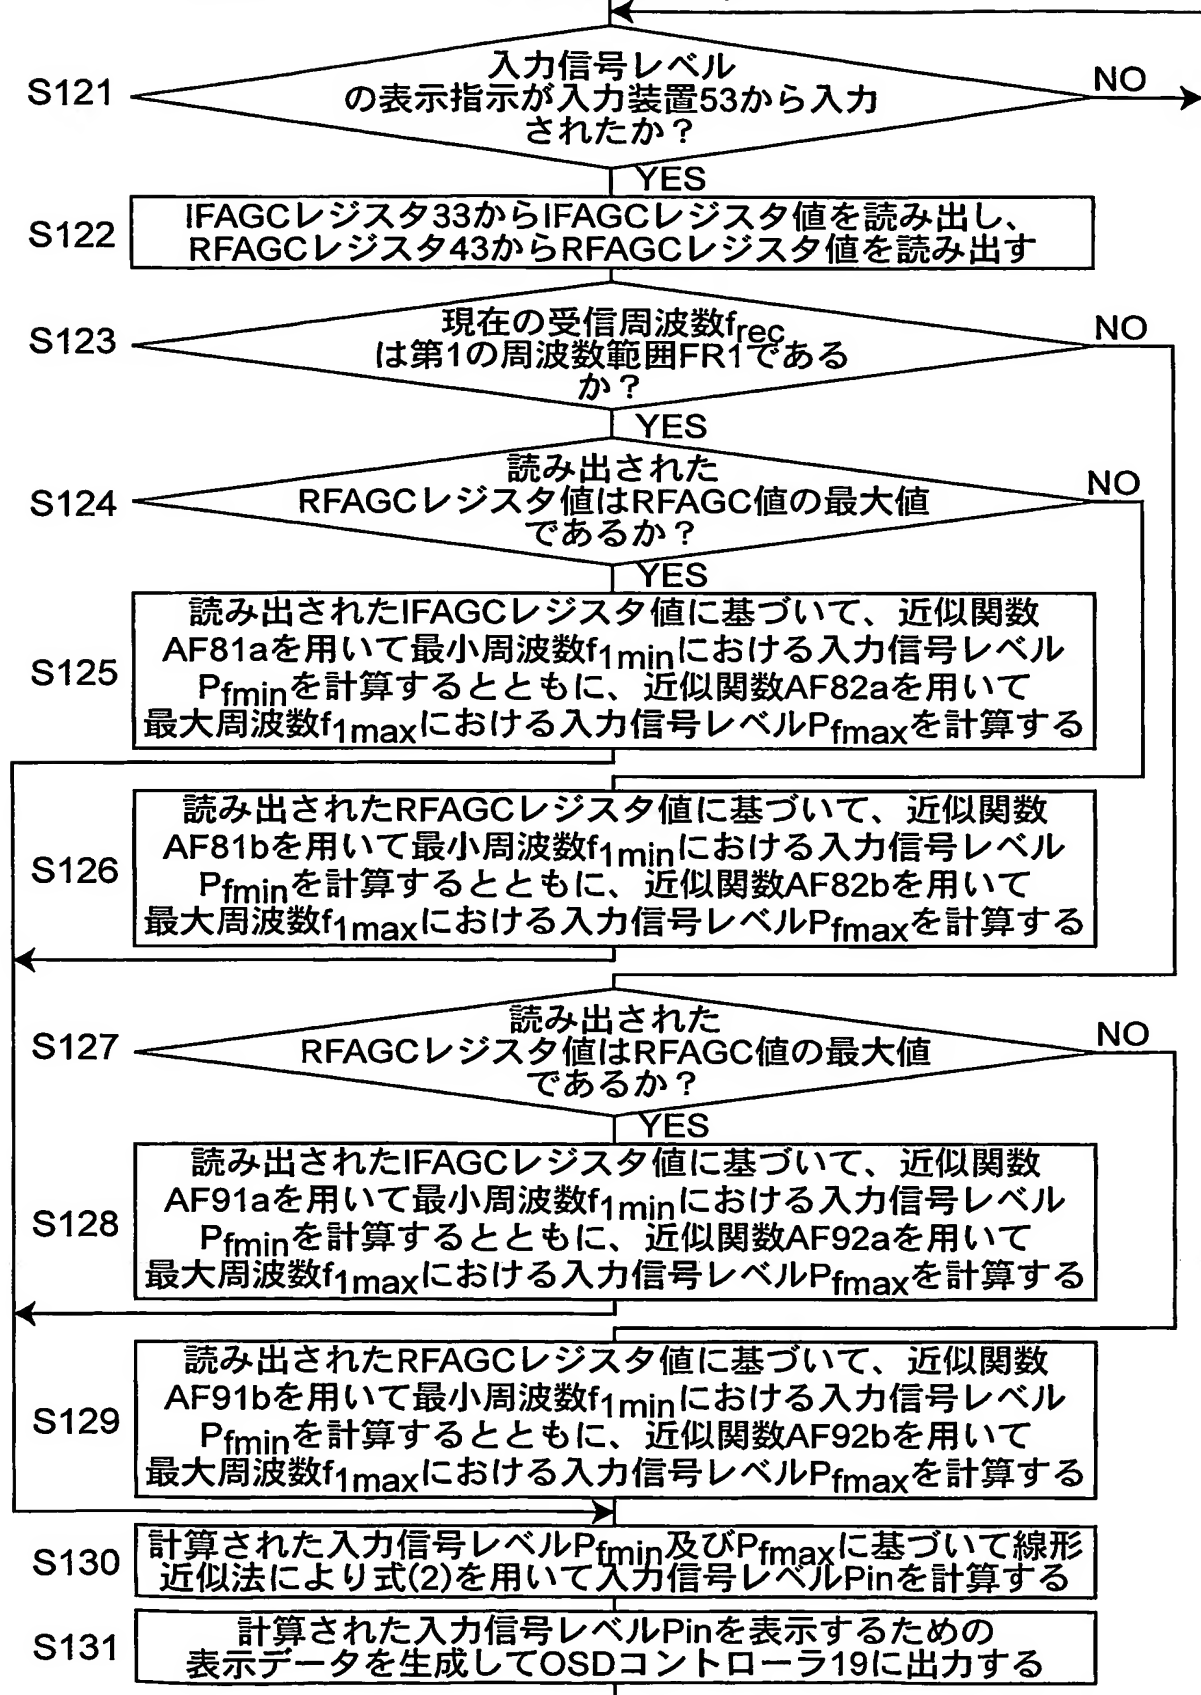 S121
入力信号レベル
の表示指示が入力装置53から入力
されたか？
NO
YES
S122
IFAGCレジスタ33からIFAGCレジスタ値を読み出し、
RFAGCレジスタ43からRFAGCレジスタ値を読み出す
S123
現在の受信周波数frec
は第1の周波数範囲FR1である
か？
NO
YES
S124
読み出された
RFAGCレジスタ値はRFAGC値の最大値
であるか？
NO
YES
S125
読み出されたIFAGCレジスタ値に基づいて、近似関数
AF81aを用いて最小周波数f1minにおける入力信号レベル
Pfminを計算するとともに、近似関数AF82aを用いて
最大周波数f1maxにおける入力信号レベルPfmaxを計算する
S126
読み出されたRFAGCレジスタ値に基づいて、近似関数
AF81bを用いて最小周波数f1minにおける入力信号レベル
Pfminを計算するとともに、近似関数AF82bを用いて
最大周波数f1maxにおける入力信号レベルPfmaxを計算する
S127
読み出された
RFAGCレジスタ値はRFAGC値の最大値
であるか？
NO
YES
S128
読み出されたIFAGCレジスタ値に基づいて、近似関数
AF91aを用いて最小周波数f1minにおける入力信号レベル
Pfminを計算するとともに、近似関数AF92aを用いて
最大周波数f1maxにおける入力信号レベルPfmaxを計算する
S129
読み出されたRFAGCレジスタ値に基づいて、近似関数
AF91bを用いて最小周波数f1minにおける入力信号レベル
Pfminを計算するとともに、近似関数AF92bを用いて
最大周波数f1maxにおける入力信号レベルPfmaxを計算する
S130
計算された入力信号レベルPfmin及びPfmaxに基づいて線形
近似法により式(2)を用いて入力信号レベルPinを計算する
S131
計算された入力信号レベルPinを表示するための
表示データを生成してOSDコントローラ19に出力する